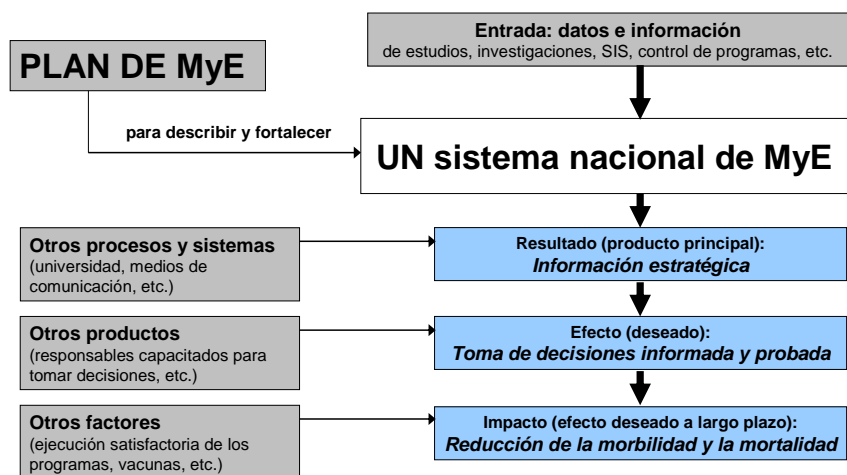 Entrada: datos e información
de estudios, investigaciones, SIS, control de programas, etc.
PLAN DE MyE
para describir y fortalecer
UN sistema nacional de MyE
Otros procesos y sistemas
(universidad, medios de
comunicación, etc.)
Resultado (producto principal):
Información estratégica
Otros productos
(responsables capacitados para
tomar decisiones, etc.)
Efecto (deseado):
Toma de decisiones informada y probada
Otros factores
(ejecución satisfactoria de los
programas, vacunas, etc.)
Impacto (efecto deseado a largo plazo):
Reducción de la morbilidad y la mortalidad